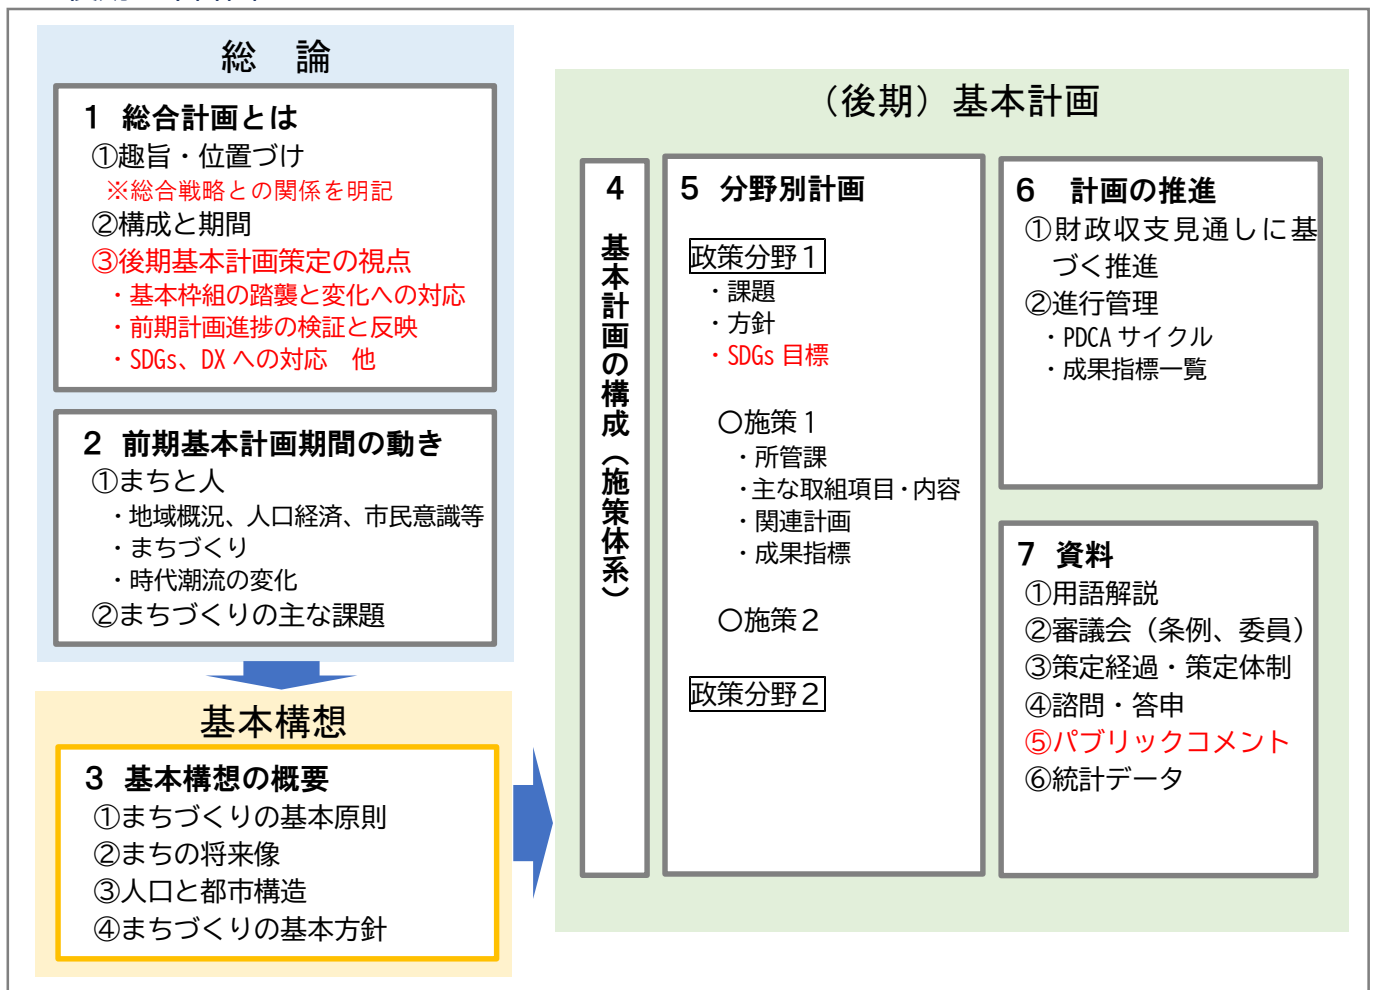 総　論
１ 総合計画とは
①趣旨・位置づけ
※総合戦略との関係を明記
②構成と期間
③後期基本計画策定の視点
・基本枠組の踏襲と変化への対応
・前期計画進捗の検証と反映
・SDGs、DX への対応　他
２ 前期基本計画期間の動き
①まちと人
・地域概況、人口経済、市民意識等
・まちづくり
・時代潮流の変化
②まちづくりの主な課題
基本構想
３ 基本構想の概要
①まちづくりの基本原則
②まちの将来像
③人口と都市構造
④まちづくりの基本方針
（後期）基本計画
４ 基本計画の構成（施策体系）
５ 分野別計画
政策分野１
・課題
・方針
・SDGs 目標
〇施策１
・所管課
・主な取組項目・内容
・関連計画
・成果指標
〇施策２
政策分野２
６ 計画の推進
①財政収支見通しに基
づく推進
②進行管理
・PDCA サイクル
・成果指標一覧
７ 資料
①用語解説
②審議会（条例、委員）
③策定経過・策定体制
④諮問・答申
⑤パブリックコメント
⑥統計データ